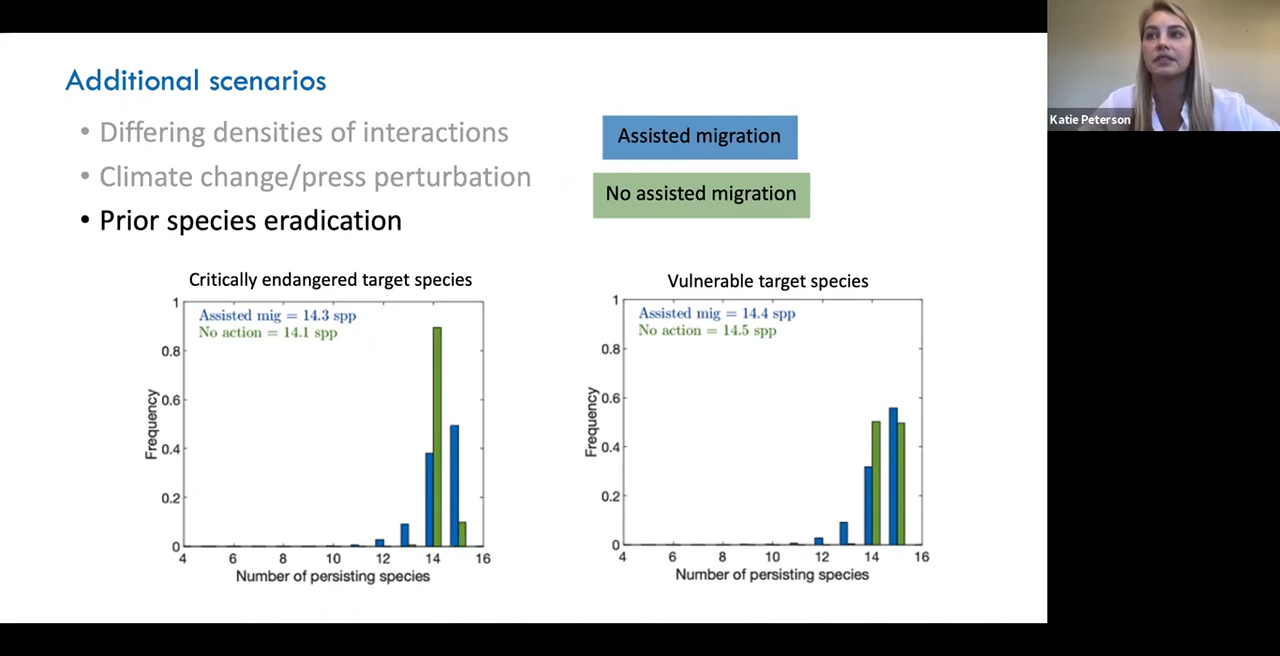 Additional scenarios
• Differing densities of interactions
• Climate change/press perturbation
• Prior species eradication
Assisted migration
No assisted migration
Katie Peterson
Critically endangered target species
Assisted mig = 14.3 spp
No action = 14.1 spp
Frequency
1
0.8
0.6
0.4
0.2
0
4 6 8 10 12 14 16
Number of persisting species
Vulnerable target species
Assisted mig = 14.4 spp
No action = 14.5 spp
Frequency
1
0.8
0.6
0.4
0.2
0
4 6 8 10 12 14 16
Number of persisting species